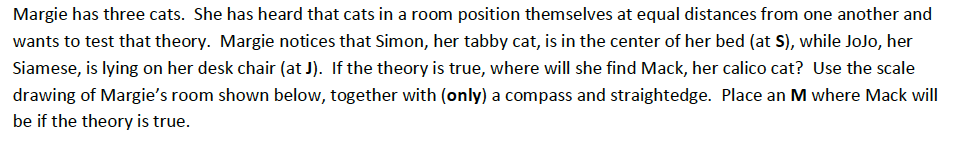 Margie has three cats.  She has heard that cats in a room position themselves at equal distances from one another and
wants to test that theory.  Margie notices that Simon, her tabby cat, is in the center of her bed (at S), while JoJo, her
Siamese, is lying on her desk chair (at J).  If the theory is true, where will she find Mack, her calico cat?  Use the scale
drawing of Margie’s room shown below, together with (only) a compass and straightedge.  Place an M where Mack will
be if the theory is true.